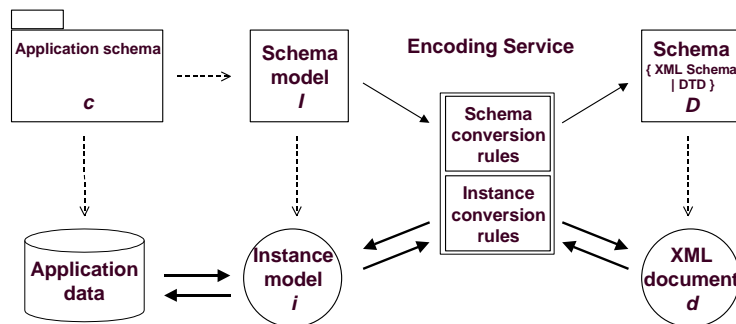 Application schema
c
Schema
model
I
Encoding Service
Schema
{ XML Schema
| DTD }
D
Schema
conversion
rules
Instance
conversion
rules
Application
data
Instance
model
i
XML
document
d